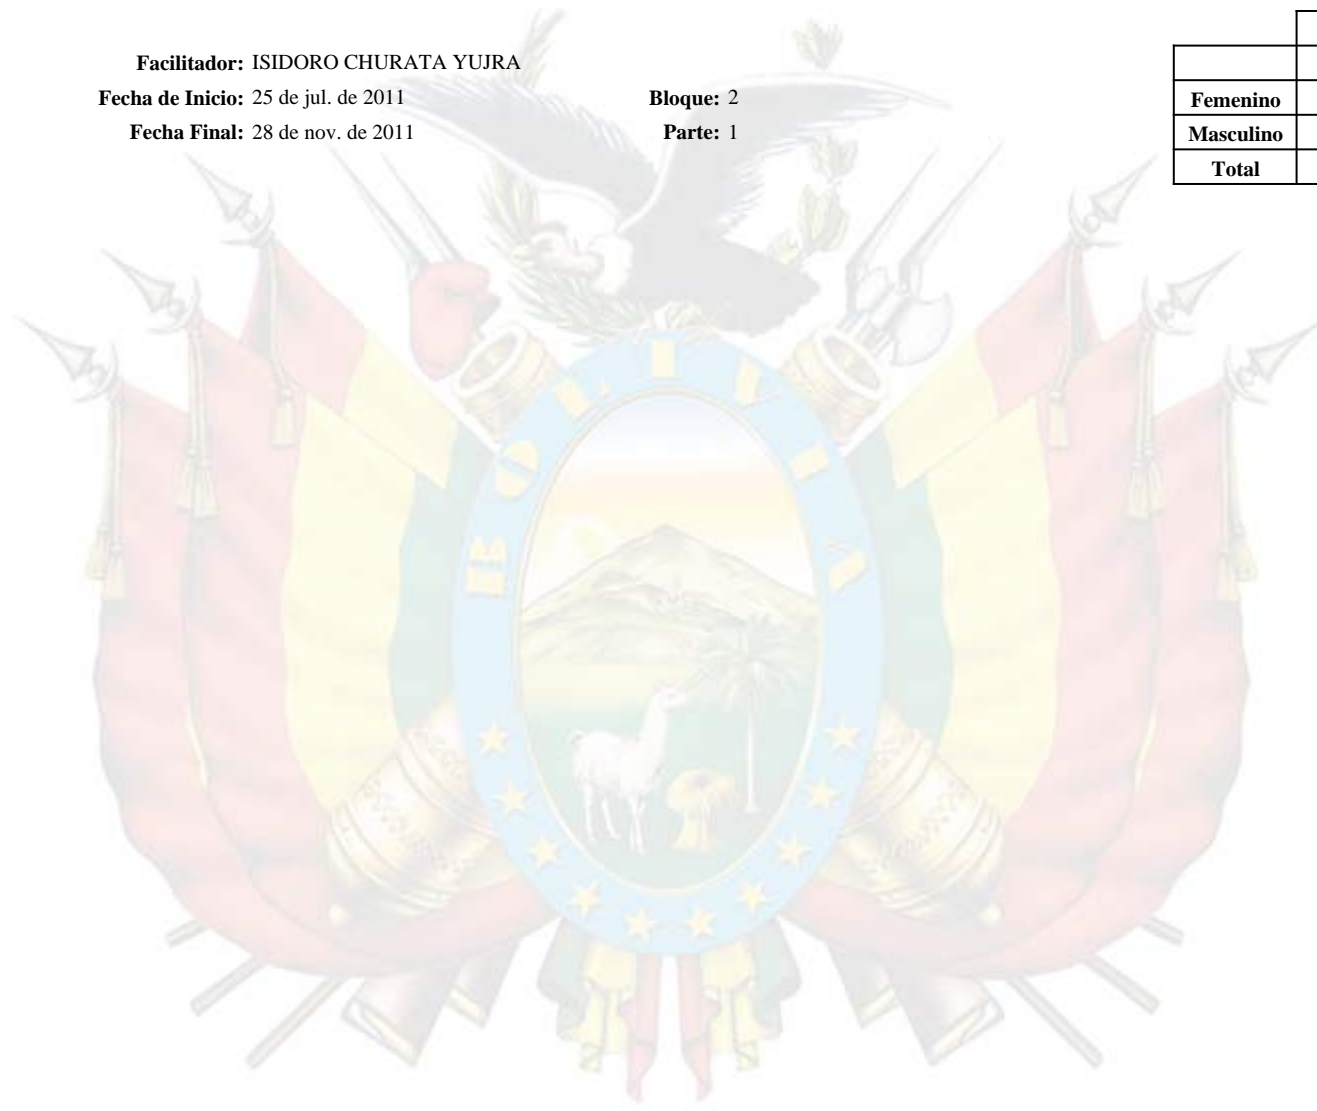 Facilitador: ISIDORO CHURATA YUJRA
Fecha de Inicio: 25 de jul. de 2011 Bloque: 2
Fecha Final: 28 de nov. de 2011 Parte: 1
Femenino
Masculino
Total
BOLIVIA